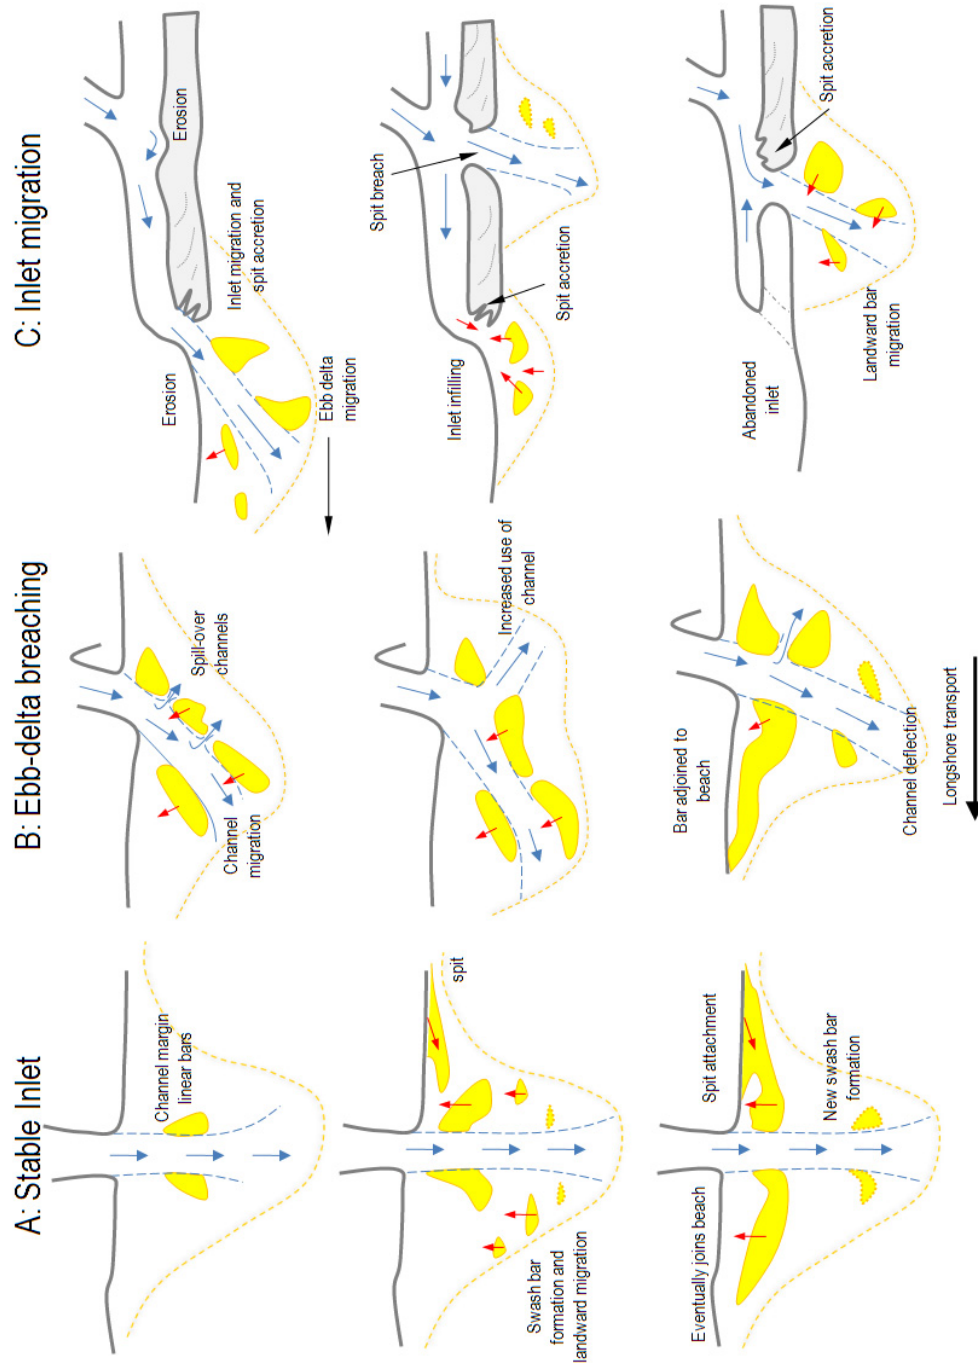 A: Stable Inlet
Channel margin
linear bars
spit
Swash bar
formation and
landward migration
Spit attachment
New swash bar
formation
Eventually joins beach
B: Ebb-delta breaching
Spill-over
channels
Channel
migration
Increased use of
channel
Bar adjoined to
beach
Channel deflection
Longshore transport
C: Inlet migration
Erosion
Inlet migration and
spit accretion
Erosion
Ebb delta
migration
Spit breach
Spit accretion
Inlet infilling
Spit accretion
Landward bar
migration
Abandoned
inlet